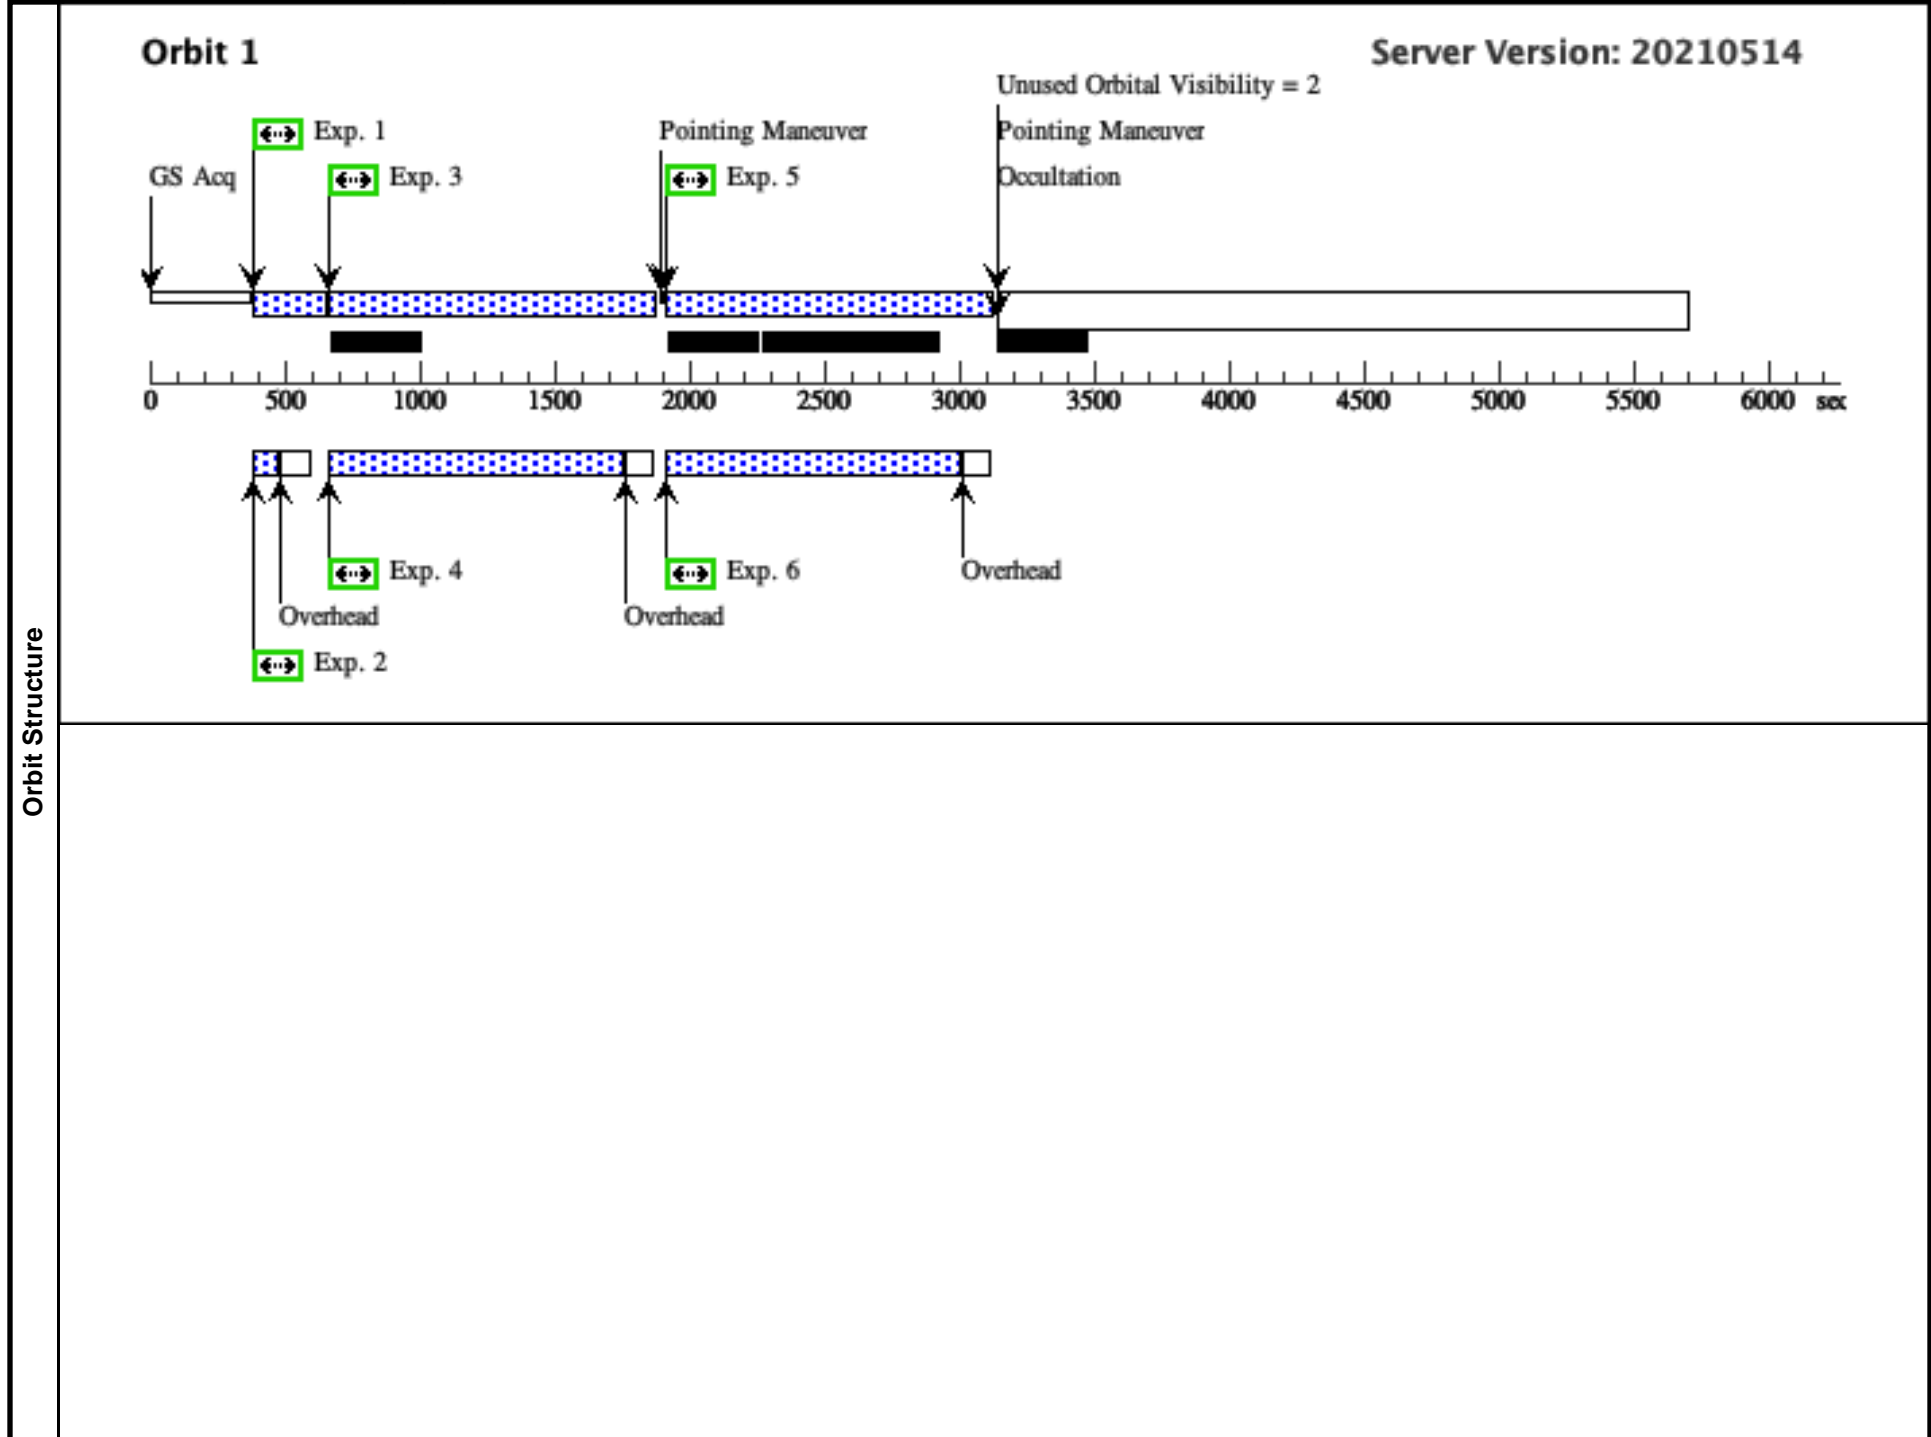 Orbit 1
Server Version: 20210514
Unused Orbital Visibility = 2
Exp. 1
Pointing Maneuver
Pointing Maneuver
GS Acq
Exp. 3
Exp. 5
Occultation
0 500 1000 1500 2000 2500 3000 3500 4000 4500 5000 5500 6000 sec
Exp. 4
Exp. 6
Overhead
Overhead
Overhead
Exp. 2
Orbit Structure